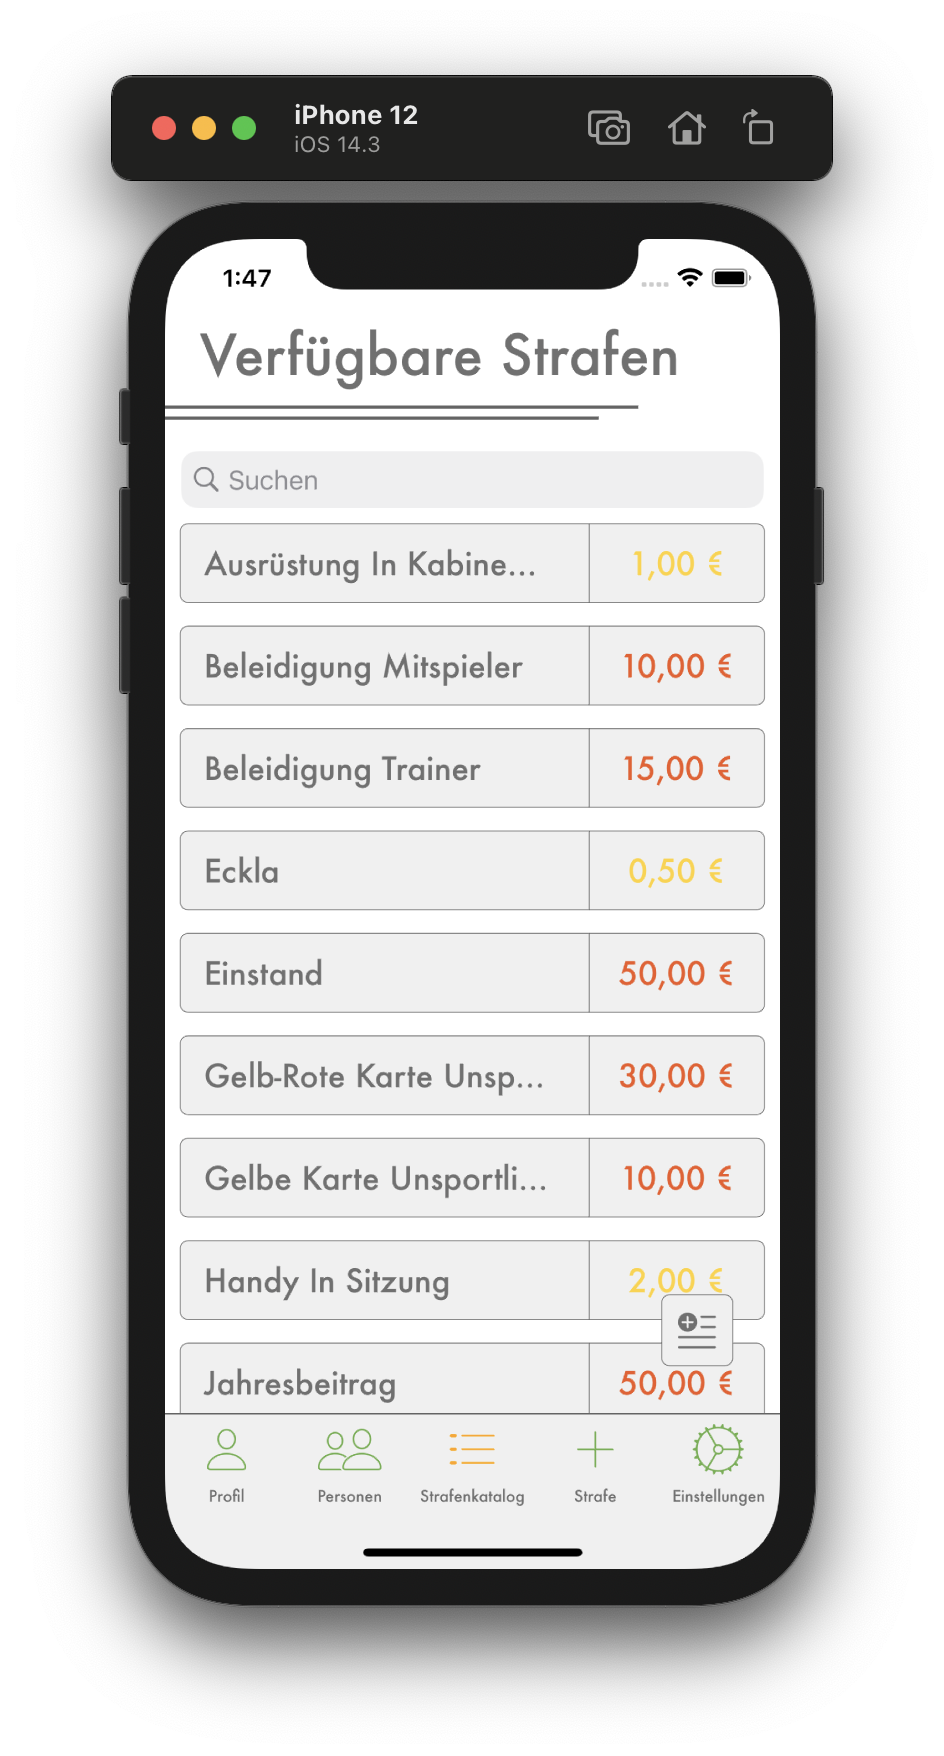 iPhone 12
iOS 14.3
1:47
Verfügbare Strafen
Suchen
Ausrüstung In Kabine... 1,00 €
Beleidigung Mitspieler 10,00 €
Beleidigung Trainer 15,00 €
Eckla 0,50 €
Einstand 50,00 €
Gelb-Rote Karte Unsp... 30,00 €
Gelbe Karte Unsportli... 10,00 €
Handy In Sitzung 2,00 €
Jahresbeitrag 50,00 €
Profil Personen Strafenkatalog Strafe Einstellungen